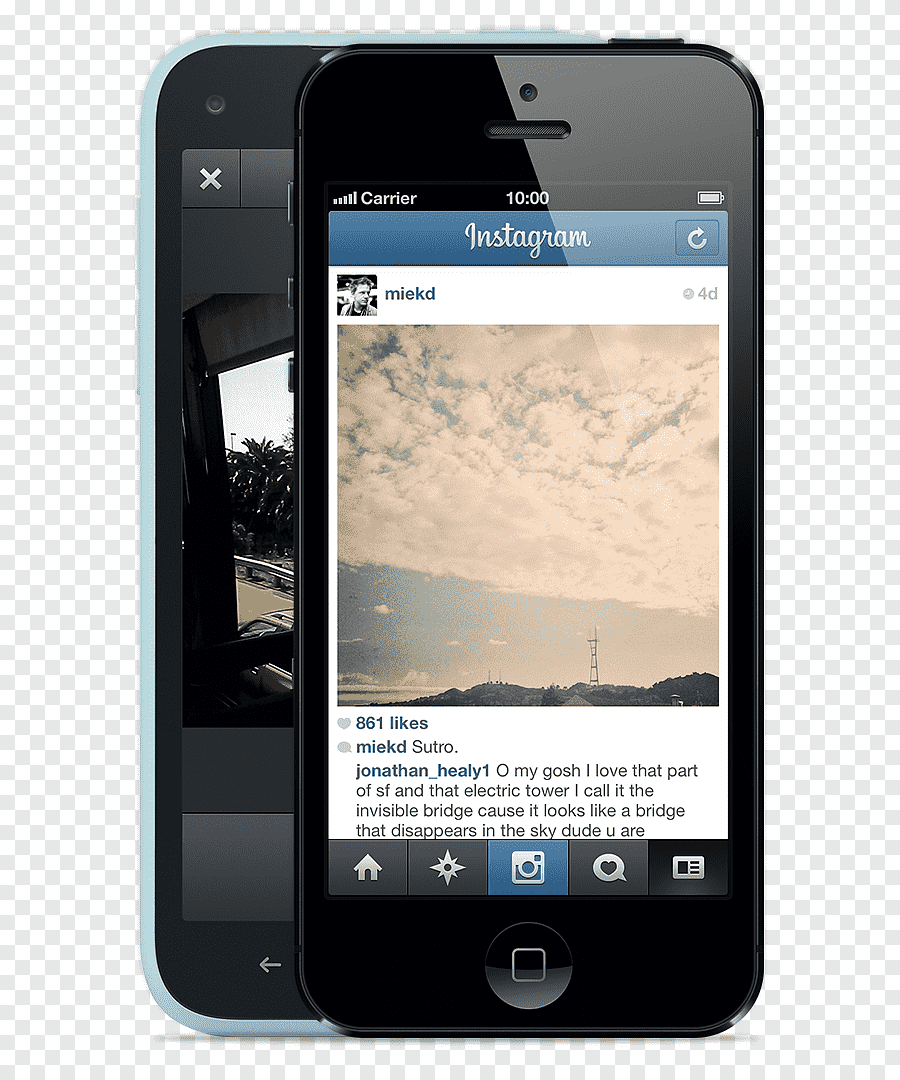 Carrier 10:00
Instagram
miekd 4d
861 likes
miekd Sutro.
jonathan_healy1 O my gosh I love that part
of sf and that electric tower I call it the
invisible bridge cause it looks like a bridge
that disappears in the sky dude u are